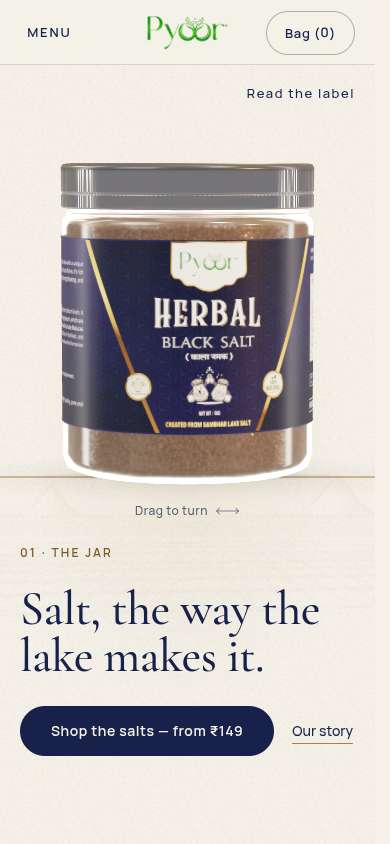 MENU
Pyoor
Bag (0)
Read the label
Pyoor
HERBAL
BLACK SALT
( काला नमक )
CREATED FROM SAMBHAR LAKE SALT
Drag to turn
01 · THE JAR
Salt, the way the
lake makes it.
Shop the salts — from ₹149
Our story